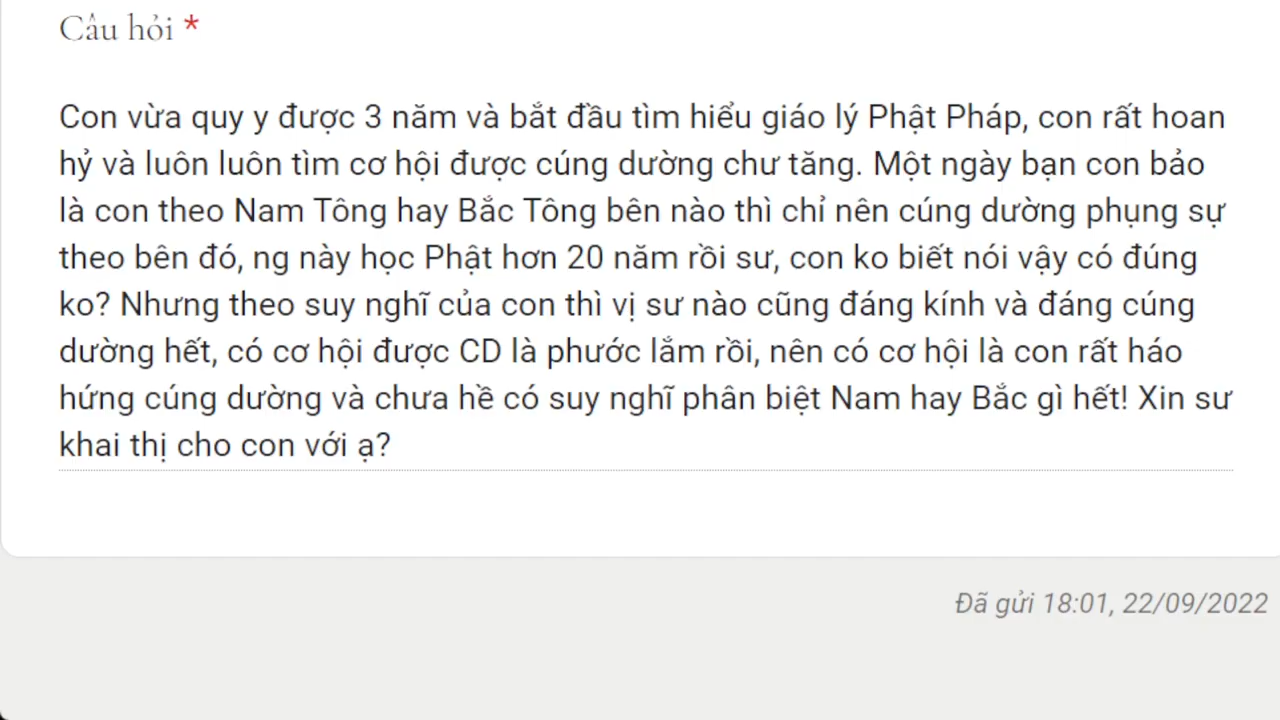 Câu hỏi *
Con vừa quy y được 3 năm và bắt đầu tìm hiểu giáo lý Phật Pháp, con rất hoan
hỷ và luôn luôn tìm cơ hội được cúng dường chư tăng. Một ngày bạn con bảo
là con theo Nam Tông hay Bắc Tông bên nào thì chỉ nên cúng dường phụng sự
theo bên đó, ng này học Phật hơn 20 năm rồi sư, con ko biết nói vậy có đúng
ko? Nhưng theo suy nghĩ của con thì vị sư nào cũng đáng kính và đáng cúng
dường hết, có cơ hội được CD là phước lắm rồi, nên có cơ hội là con rất háo
hứng cúng dường và chưa hề có suy nghĩ phân biệt Nam hay Bắc gì hết! Xin sư
khai thị cho con với ạ?
Đã gửi 18:01, 22/09/2022